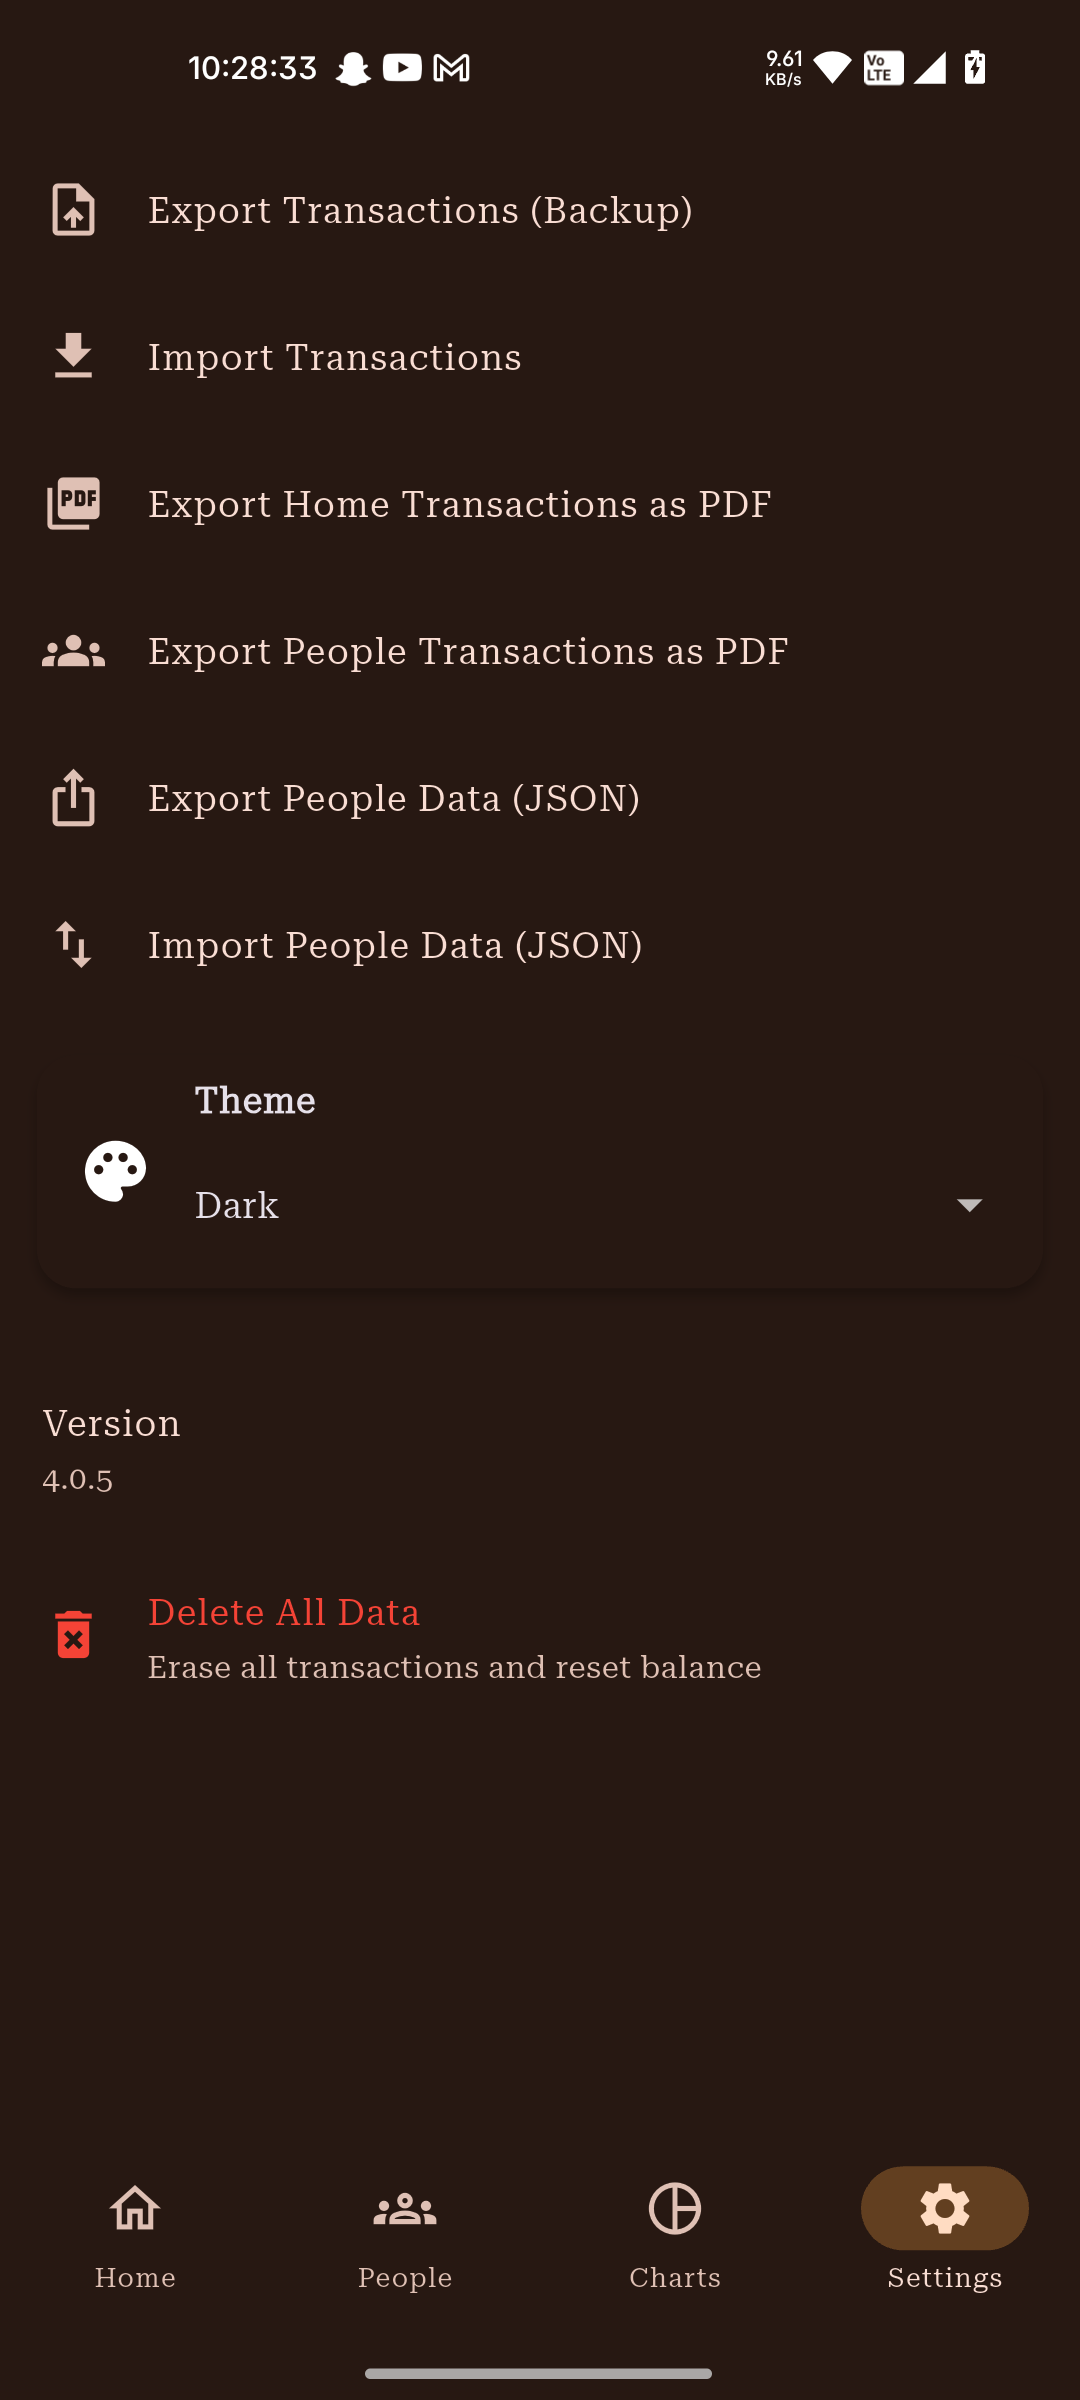 10:28:33
9.61
KB/s
Vo
LTE
Export Transactions (Backup)
Import Transactions
PDF
Export Home Transactions as PDF
Export People Transactions as PDF
Export People Data (JSON)
Import People Data (JSON)
Theme
Dark
Version
4.0.5
Delete All Data
Erase all transactions and reset balance
Home
People
Charts
Settings